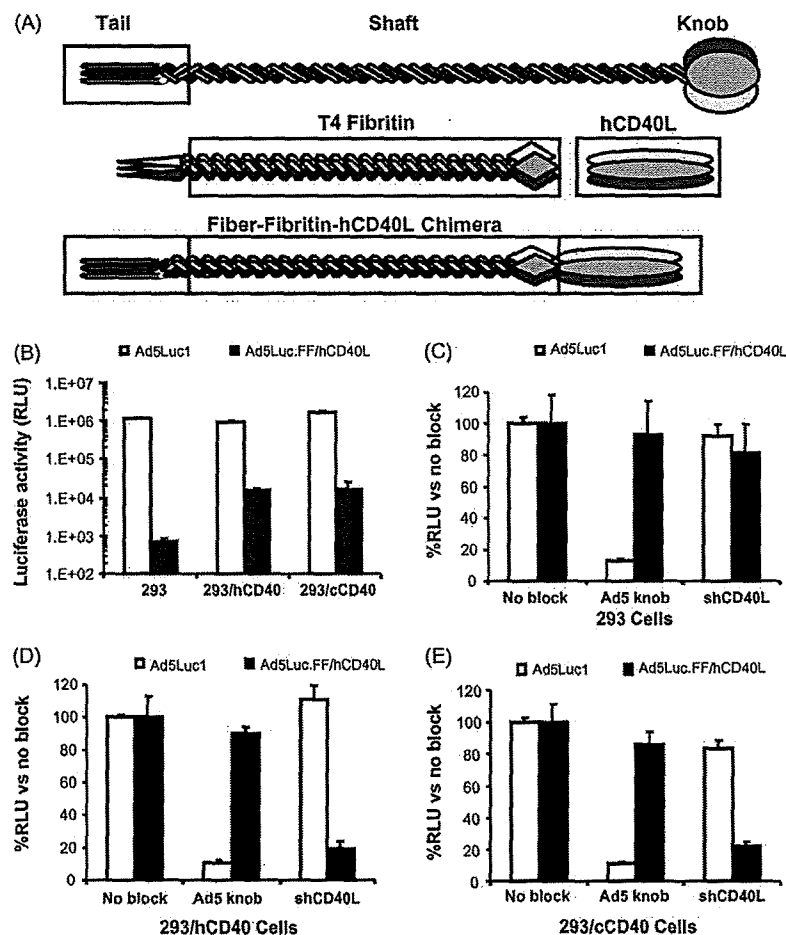 (A)
Tail Shaft Knob
T4 Fibritin hCD40L
Fiber-Fibritin-hCD40L Chimera
(B)
Ad5Luc1 Ad5Luc.FF/hCD40L
Luciferase activity (RLU)
1.E+07
1.E+06
1.E+05
1.E+04
1.E+03
1.E+02
293 293/hCD40 293/cCD40
(C)
Ad5Luc1 Ad5Luc.FF/hCD40L
%RLU vs no block
120
100
80
60
40
20
0
No block Ad5 knob shCD40L
293 Cells
(D)
Ad5Luc1 Ad5Luc.FF/hCD40L
%RLU vs no block
120
100
80
60
40
20
0
No block Ad5 knob shCD40L
293/hCD40 Cells
(E)
Ad5Luc1 Ad5Luc.FF/hCD40L
%RLU vs no block
120
100
80
60
40
20
0
No block Ad5 knob shCD40L
293/cCD40 Cells